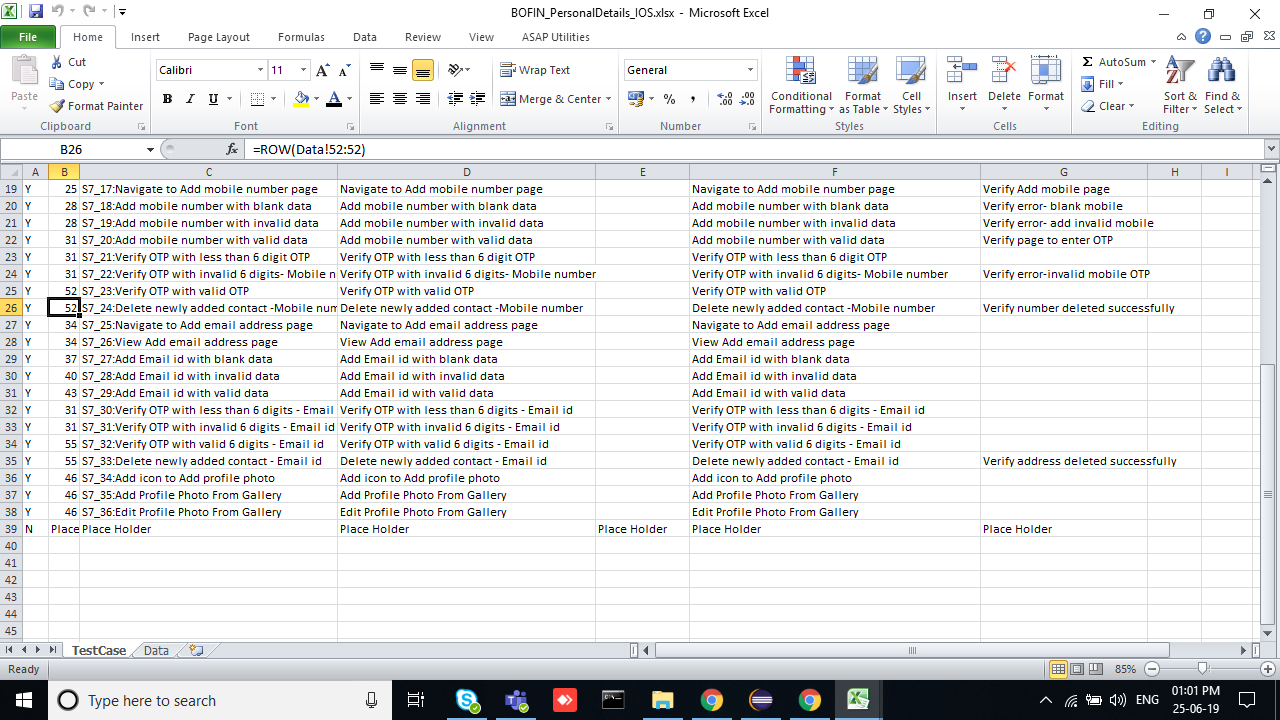 BOFIN_PersonalDetails_IOS.xlsx - Microsoft Excel
File Home Insert Page Layout Formulas Data Review View ASAP Utilities
Paste Cut Copy Format Painter Clipboard
Calibri 11 B I U Font
Wrap Text Merge & Center Alignment
General % , Number
Conditional Formatting Format as Table Cell Styles Styles
Insert Delete Format Cells
AutoSum Fill Clear Sort & Filter Find & Select Editing
B26 fx =ROW(Data!52:52)
A B C D E F G H I
19 Y 25 S7_17:Navigate to Add mobile number page Navigate to Add mobile number page Navigate to Add mobile number page Verify Add mobile page
20 Y 28 S7_18:Add mobile number with blank data Add mobile number with blank data Add mobile number with blank data Verify error- blank mobile
21 Y 28 S7_19:Add mobile number with invalid data Add mobile number with invalid data Add mobile number with invalid data Verify error- add invalid mobile
22 Y 31 S7_20:Add mobile number with valid data Add mobile number with valid data Add mobile number with valid data Verify page to enter OTP
23 Y 31 S7_21:Verify OTP with less than 6 digit OTP Verify OTP with less than 6 digit OTP Verify OTP with less than 6 digit OTP
24 Y 31 S7_22:Verify OTP with invalid 6 digits- Mobile n Verify OTP with invalid 6 digits- Mobile number Verify OTP with invalid 6 digits- Mobile number Verify error-invalid mobile OTP
25 Y 52 S7_23:Verify OTP with valid OTP Verify OTP with valid OTP Verify OTP with valid OTP
26 Y 52 S7_24:Delete newly added contact -Mobile num Delete newly added contact -Mobile number Delete newly added contact -Mobile number Verify number deleted successfully
27 Y 34 S7_25:Navigate to Add email address page Navigate to Add email address page Navigate to Add email address page
28 Y 34 S7_26:View Add email address page View Add email address page View Add email address page
29 Y 37 S7_27:Add Email id with blank data Add Email id with blank data Add Email id with blank data
30 Y 40 S7_28:Add Email id with invalid data Add Email id with invalid data Add Email id with invalid data
31 Y 43 S7_29:Add Email id with valid data Add Email id with valid data Add Email id with valid data
32 Y 31 S7_30:Verify OTP with less than 6 digits - Email Verify OTP with less than 6 digits - Email id Verify OTP with less than 6 digits - Email id
33 Y 31 S7_31:Verify OTP with invalid 6 digits - Email id Verify OTP with invalid 6 digits - Email id Verify OTP with invalid 6 digits - Email id
34 Y 55 S7_32:Verify OTP with valid 6 digits - Email id Verify OTP with valid 6 digits - Email id Verify OTP with valid 6 digits - Email id
35 Y 55 S7_33:Delete newly added contact - Email id Delete newly added contact - Email id Delete newly added contact - Email id Verify address deleted successfully
36 Y 46 S7_34:Add icon to Add profile photo Add icon to Add profile photo Add icon to Add profile photo
37 Y 46 S7_35:Add Profile Photo From Gallery Add Profile Photo From Gallery Add Profile Photo From Gallery
38 Y 46 S7_36:Edit Profile Photo From Gallery Edit Profile Photo From Gallery Edit Profile Photo From Gallery
39 N Place Place Holder Place Holder Place Holder Place Holder Place Holder
40
41
42
43
44
45
TestCase Data
Ready 85%
Type here to search ENG 01:01 PM
25-06-19